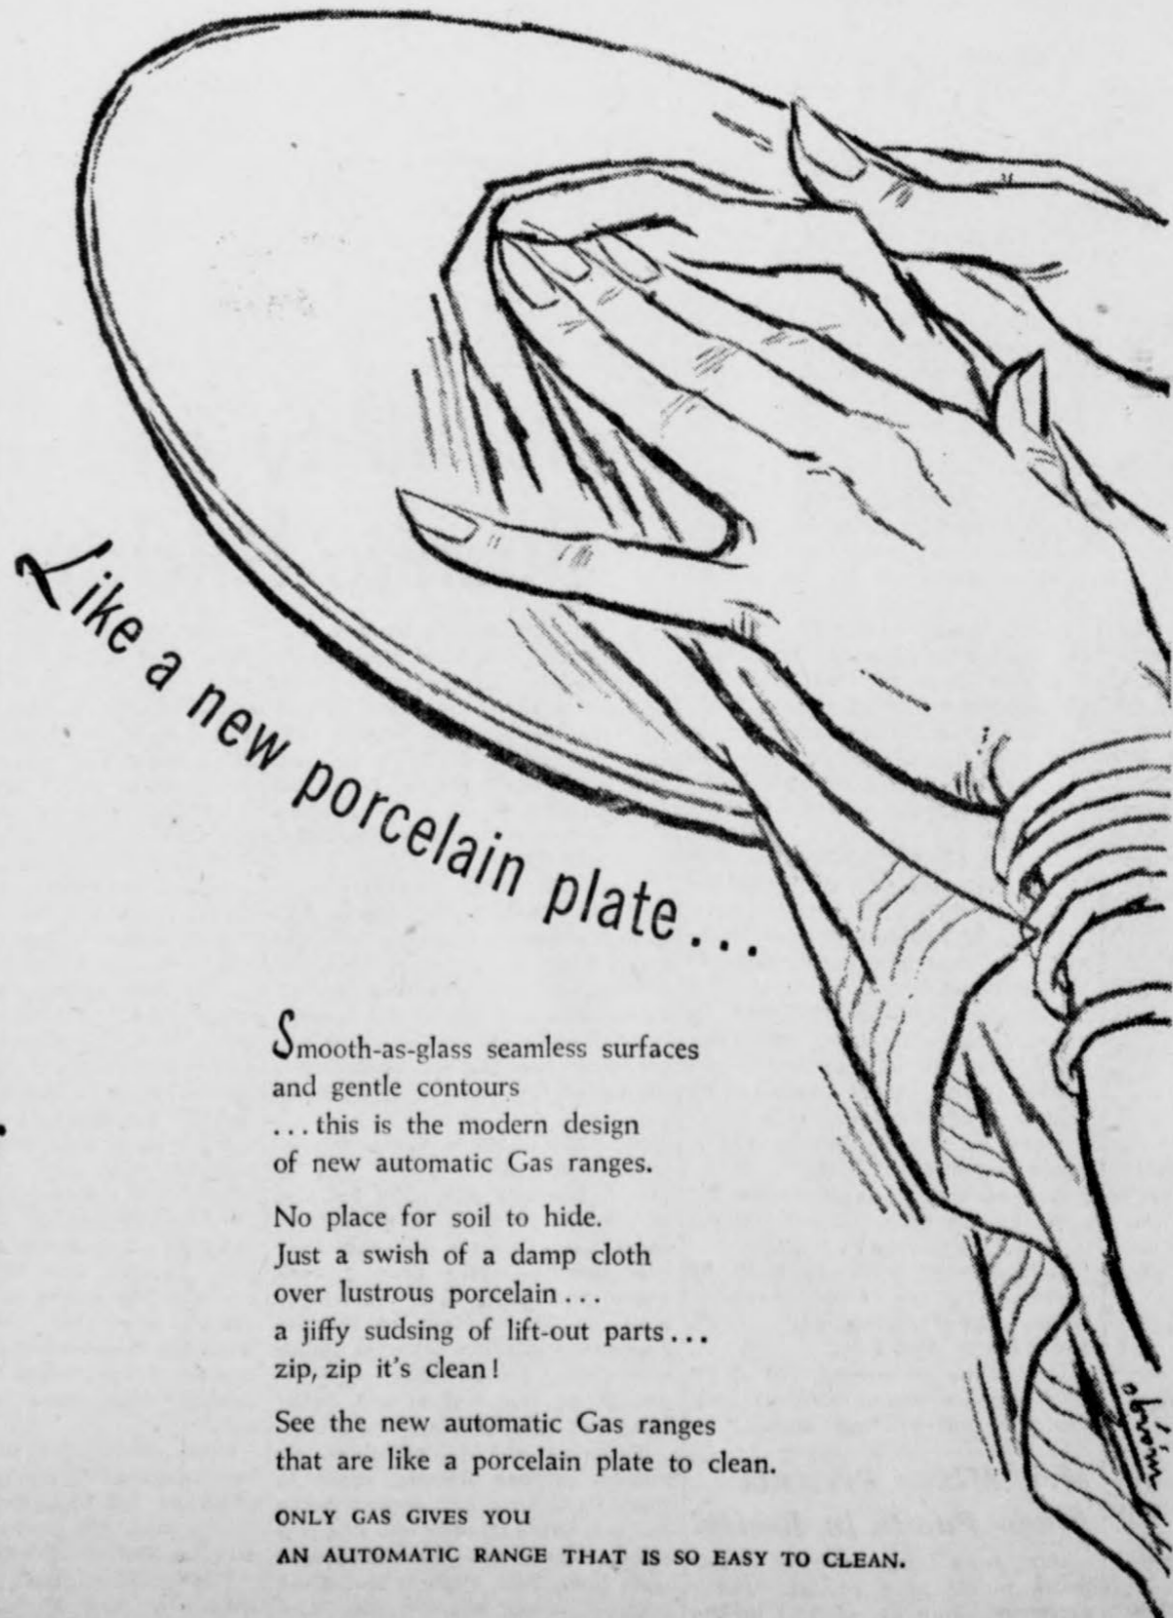 Like a new porcelain plate...
Smooth-as-glass seamless surfaces
and gentle contours
...this is the modern design
of new automatic Gas ranges.
No place for soil to hide.
Just a swish of a damp cloth
over lustrous porcelain...
a jiffy sudsing of lift-out parts...
zip, zip it's clean!
See the new automatic Gas ranges
that are like a porcelain plate to clean.
ONLY GAS GIVES YOU
AN AUTOMATIC RANGE THAT IS SO EASY TO CLEAN.